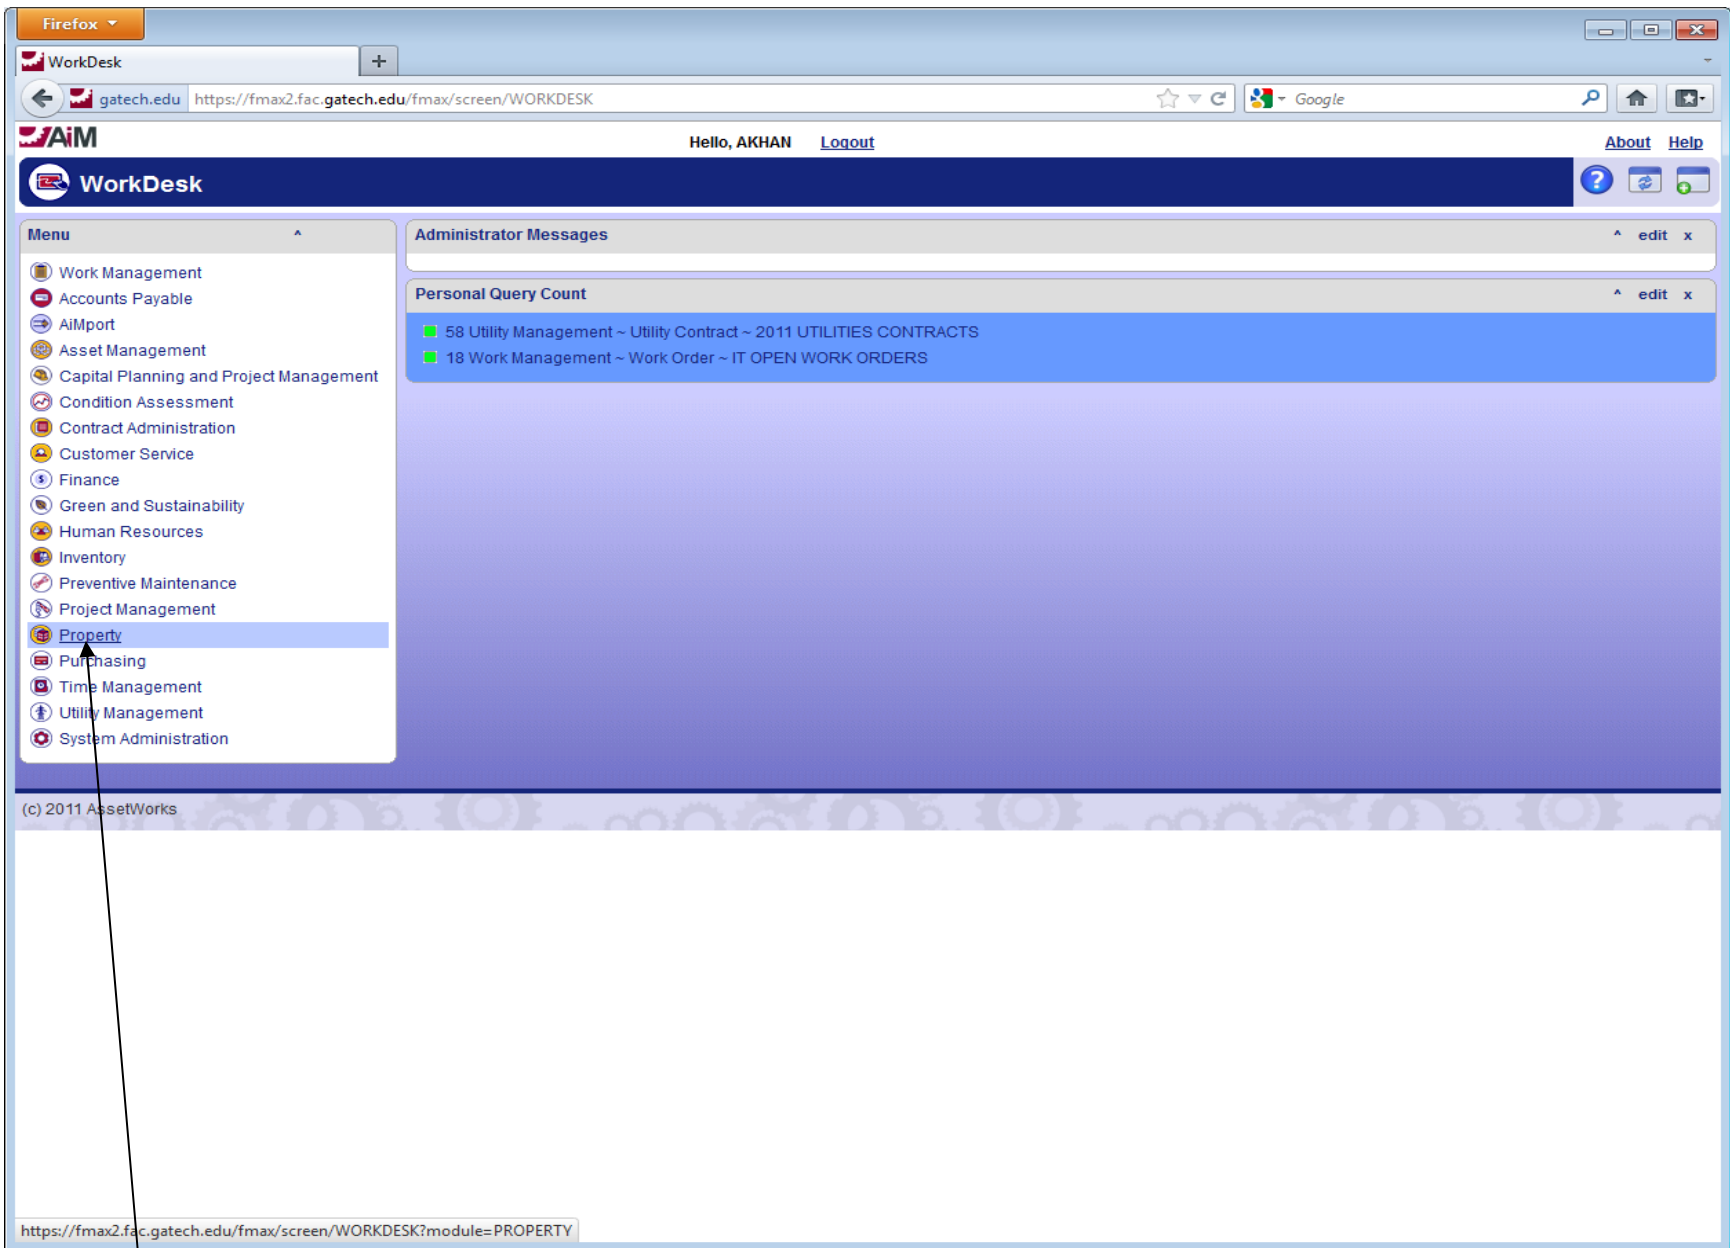 Firefox
WorkDesk
gatech.edu https://fmax2.fac.gatech.edu/fmax/screen/WORKDESK Google
AiM Hello, AKHAN Logout About Help
WorkDesk ?
Menu ^
Work Management
Accounts Payable
AiMport
Asset Management
Capital Planning and Project Management
Condition Assessment
Contract Administration
Customer Service
Finance
Green and Sustainability
Human Resources
Inventory
Preventive Maintenance
Project Management
Property
Purchasing
Time Management
Utility Management
System Administration
Administrator Messages ^ edit x
Personal Query Count ^ edit x
58 Utility Management ~ Utility Contract ~ 2011 UTILITIES CONTRACTS
18 Work Management ~ Work Order ~ IT OPEN WORK ORDERS
(c) 2011 AssetWorks
https://fmax2.fac.gatech.edu/fmax/screen/WORKDESK?module=PROPERTY